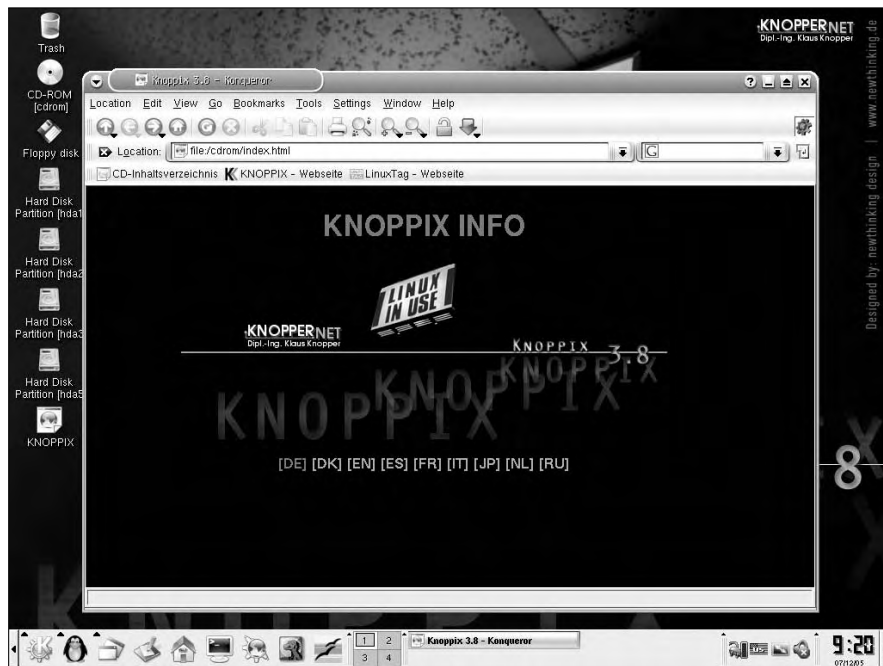 Trash
CD-ROM
[cdrom]
Floppy disk
Hard Disk
Partition [hda1
Hard Disk
Partition [hda2
Hard Disk
Partition [hda3
Hard Disk
Partition [hda5
KNOPPIX
KNOPPERNET
Dipl.-Ing. Klaus Knopper
Designed by: newthinking design | www.newthinking.de
Knoppix 3.8 - Konqueror
Location Edit View Go Bookmarks Tools Settings Window Help
Location: file:/cdrom/index.html
CD-Inhaltsverzeichnis KNOPPIX - Webseite LinuxTag - Webseite
KNOPPIX INFO
LINUX
IN USE
KNOPPERNET
Dipl.-Ing. Klaus Knopper
KNOPPIX 3.8
KNOPPIX
KNOPPIX
KNOPPIX
[DE] [DK] [EN] [ES] [FR] [IT] [JP] [NL] [RU]
8
1 2
3 4
Knoppix 3.8 - Konqueror
US
9:20
07/12/05